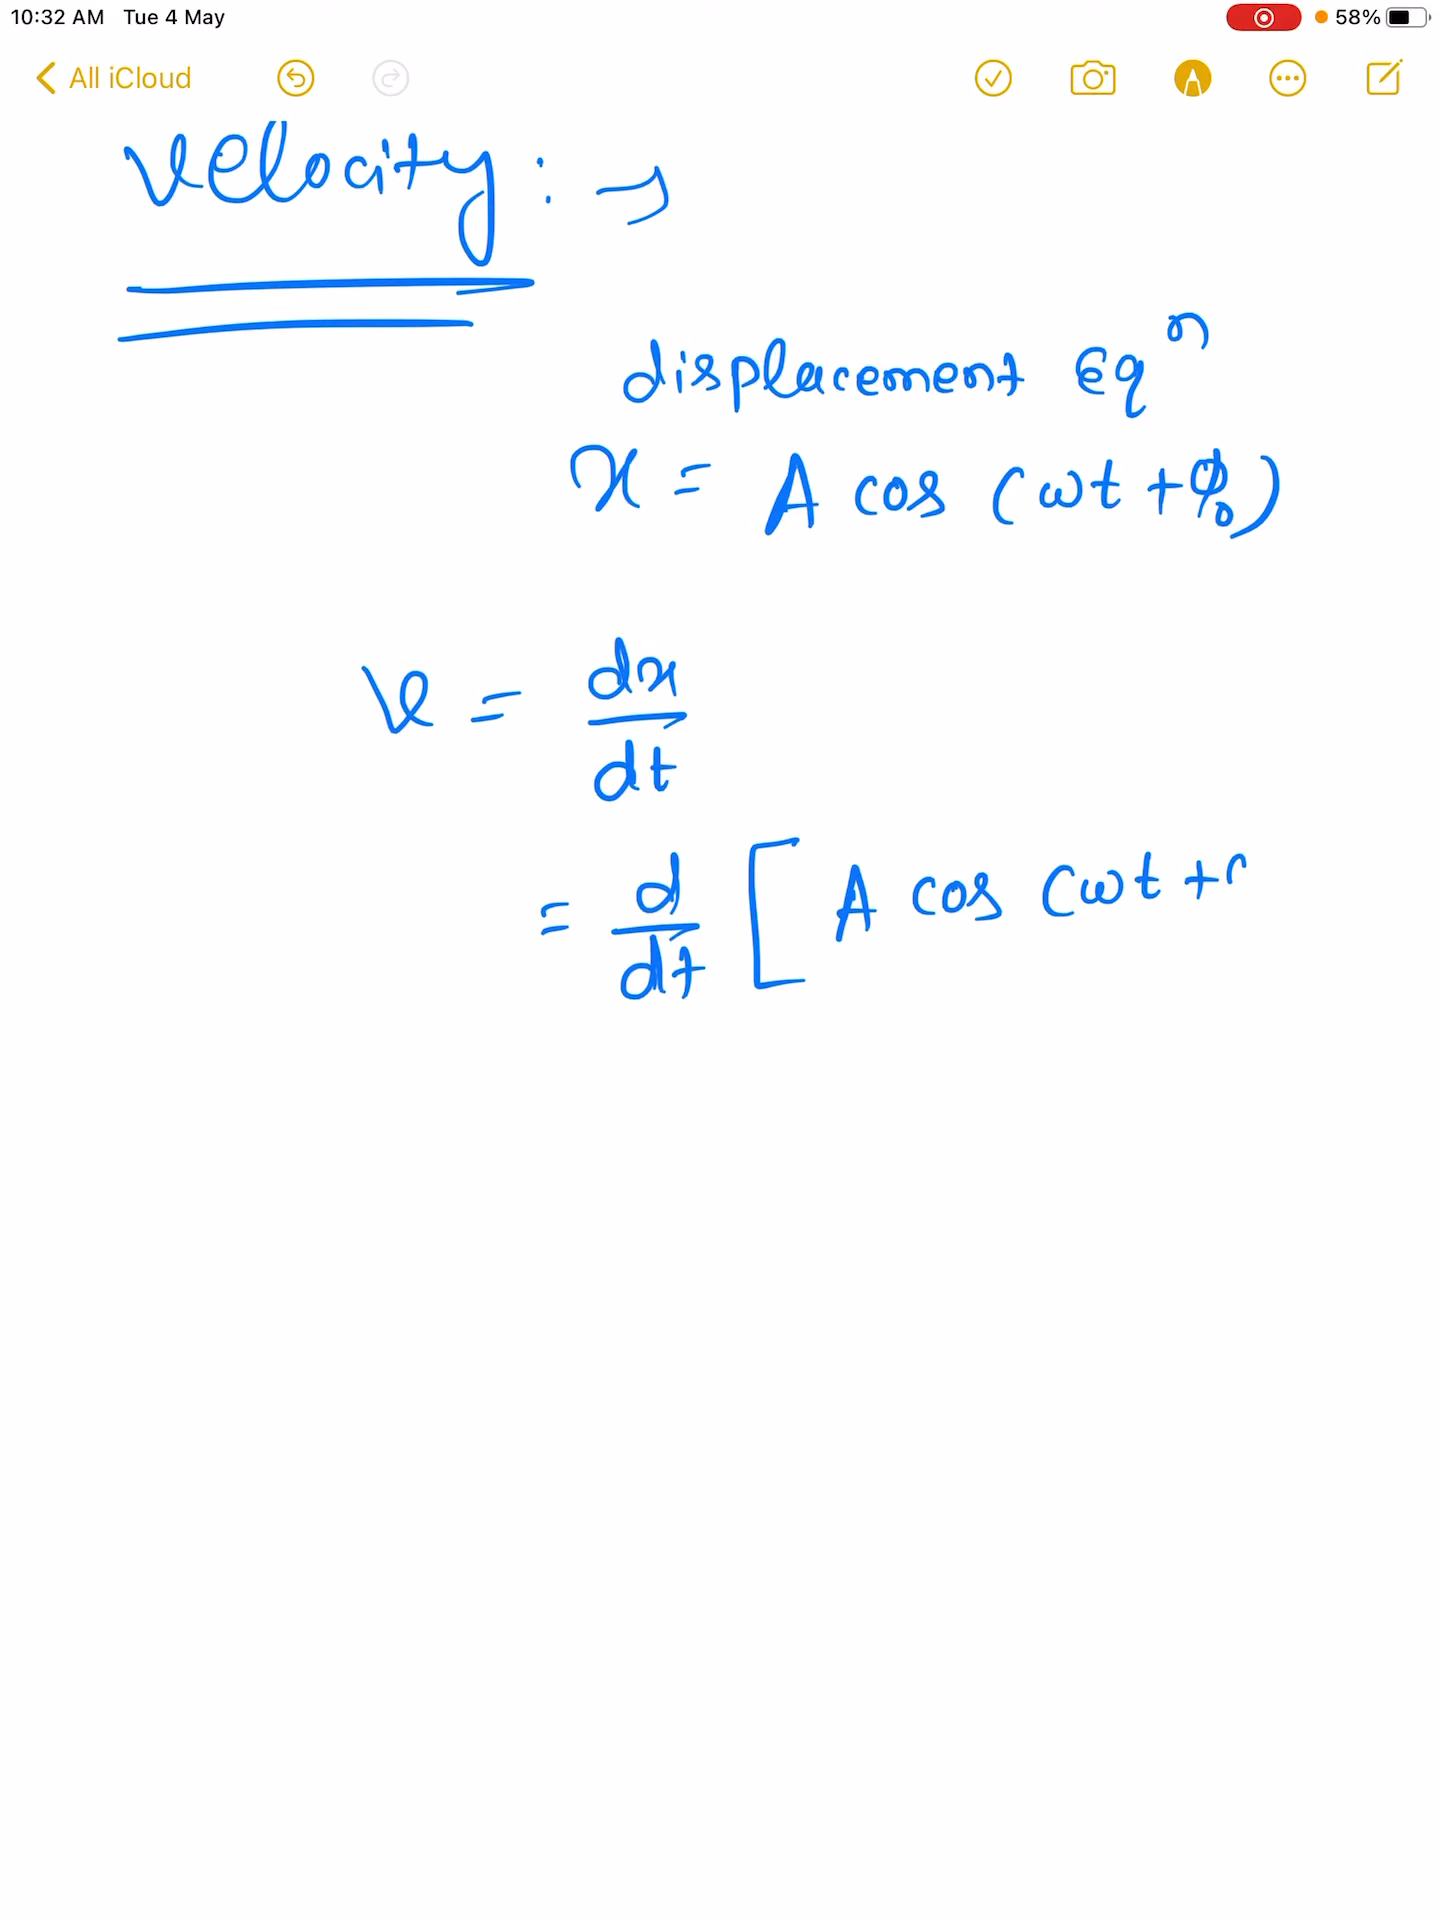 10:32 AM Tue 4 May 58%
All iCloud
Velocity :→
displacement Eqⁿ
x = A cos (ωt + φ₀)
v = dx/dt
= d/dt [ A cos (ωt +